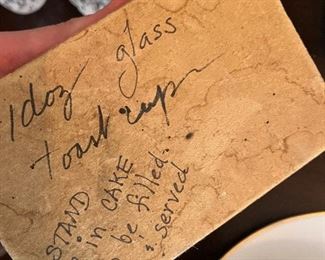 1 doz glass
toast cups
STAND
in CAKE
be filled.
served